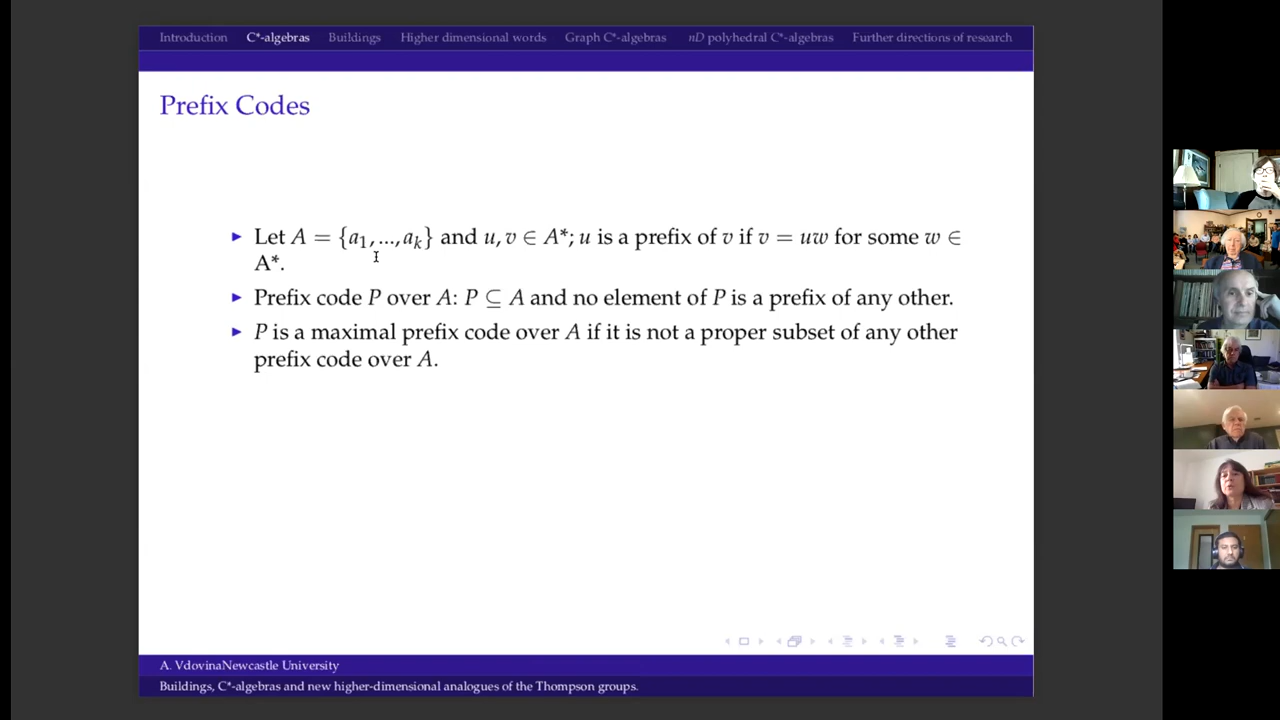 Introduction C*-algebras Buildings Higher dimensional words Graph C*-algebras nD polyhedral C*-algebras Further directions of research
Prefix Codes
Let A = {a₁, ..., aₖ} and u, v ∈ A*; u is a prefix of v if v = uw for some w ∈
A*.
Prefix code P over A: P ⊆ A and no element of P is a prefix of any other.
P is a maximal prefix code over A if it is not a proper subset of any other
prefix code over A.
A. VdovinaNewcastle University
Buildings, C*-algebras and new higher-dimensional analogues of the Thompson groups.